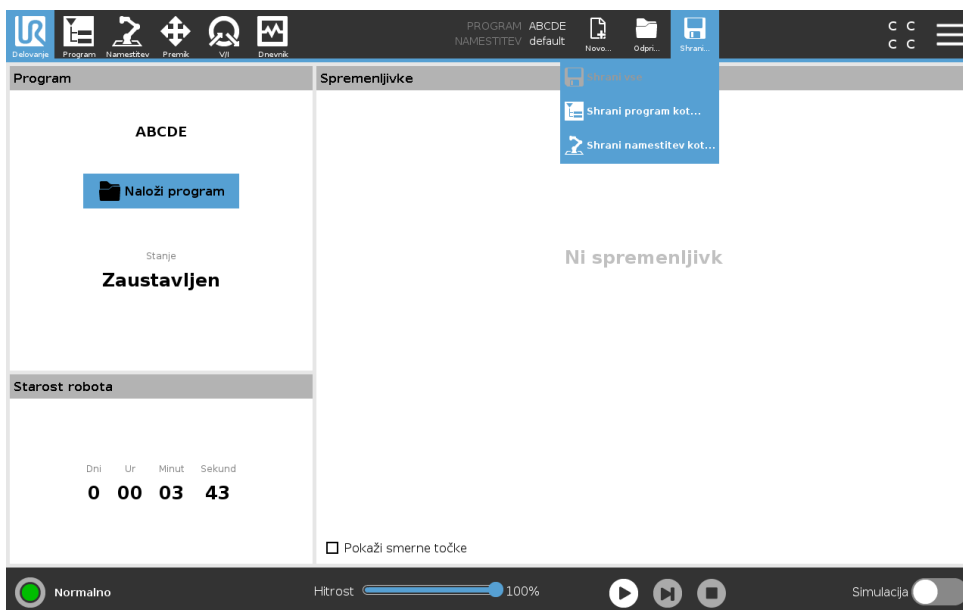 PROGRAM ABCDE
NAMESTITEV default
C C
C C
Delovanje Program Namestitev Premik V/I Dnevnik Novo... Odpri... Shrani...
Program
Spremenljivke
Shrani vse
Shrani program kot...
Shrani namestitev kot...
ABCDE
Naloži program
Stanje
Zaustavljen
Ni spremenljivk
Starost robota
Dni Ur Minut Sekund
0 00 03 43
Pokaži smerne točke
Normalno
Hitrost 100%
Simulacija